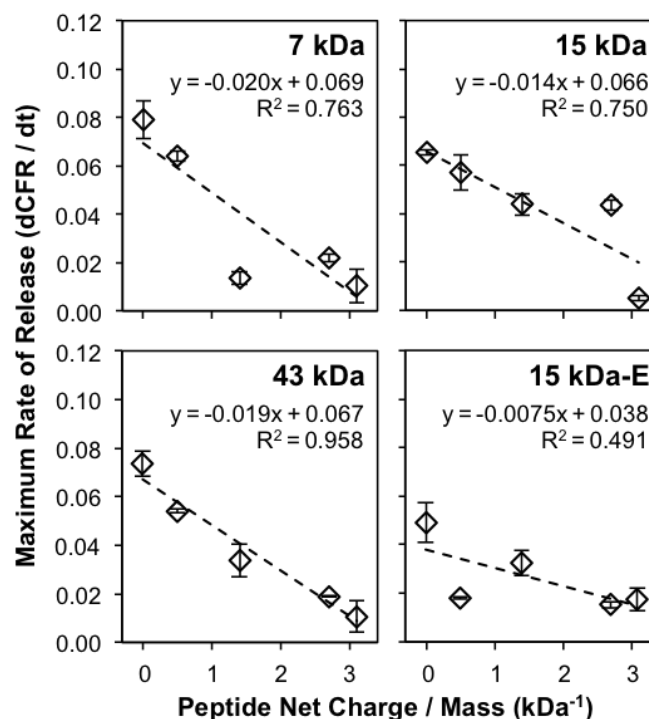 Maximum Rate of Release (dCFR / dt)
0.12
0.10
0.08
0.06
0.04
0.02
0.00
7 kDa
y = -0.020x + 0.069
R² = 0.763
15 kDa
y = -0.014x + 0.066
R² = 0.750
0.12
0.10
0.08
0.06
0.04
0.02
0.00
43 kDa
y = -0.019x + 0.067
R² = 0.958
15 kDa-E
y = -0.0075x + 0.038
R² = 0.491
0 1 2 3 0 1 2 3
Peptide Net Charge / Mass (kDa⁻¹)